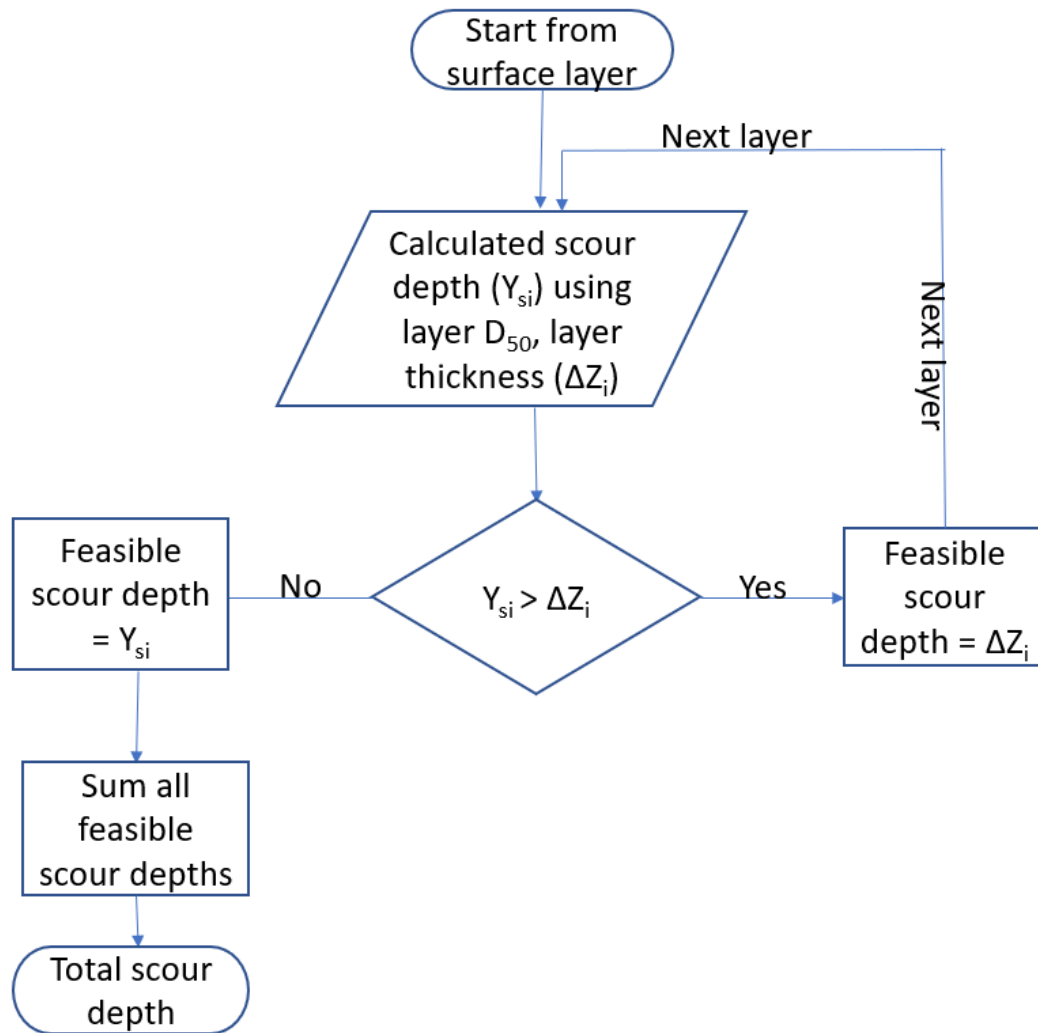 Start from
surface layer
Next layer
Calculated scour
depth (Yₛᵢ) using
layer D₅₀, layer
thickness (ΔZᵢ)
Next layer
Feasible
scour depth
= Yₛᵢ
No
Yₛᵢ > ΔZᵢ
Yes
Feasible
scour
depth = ΔZᵢ
Sum all
feasible
scour depths
Total scour
depth